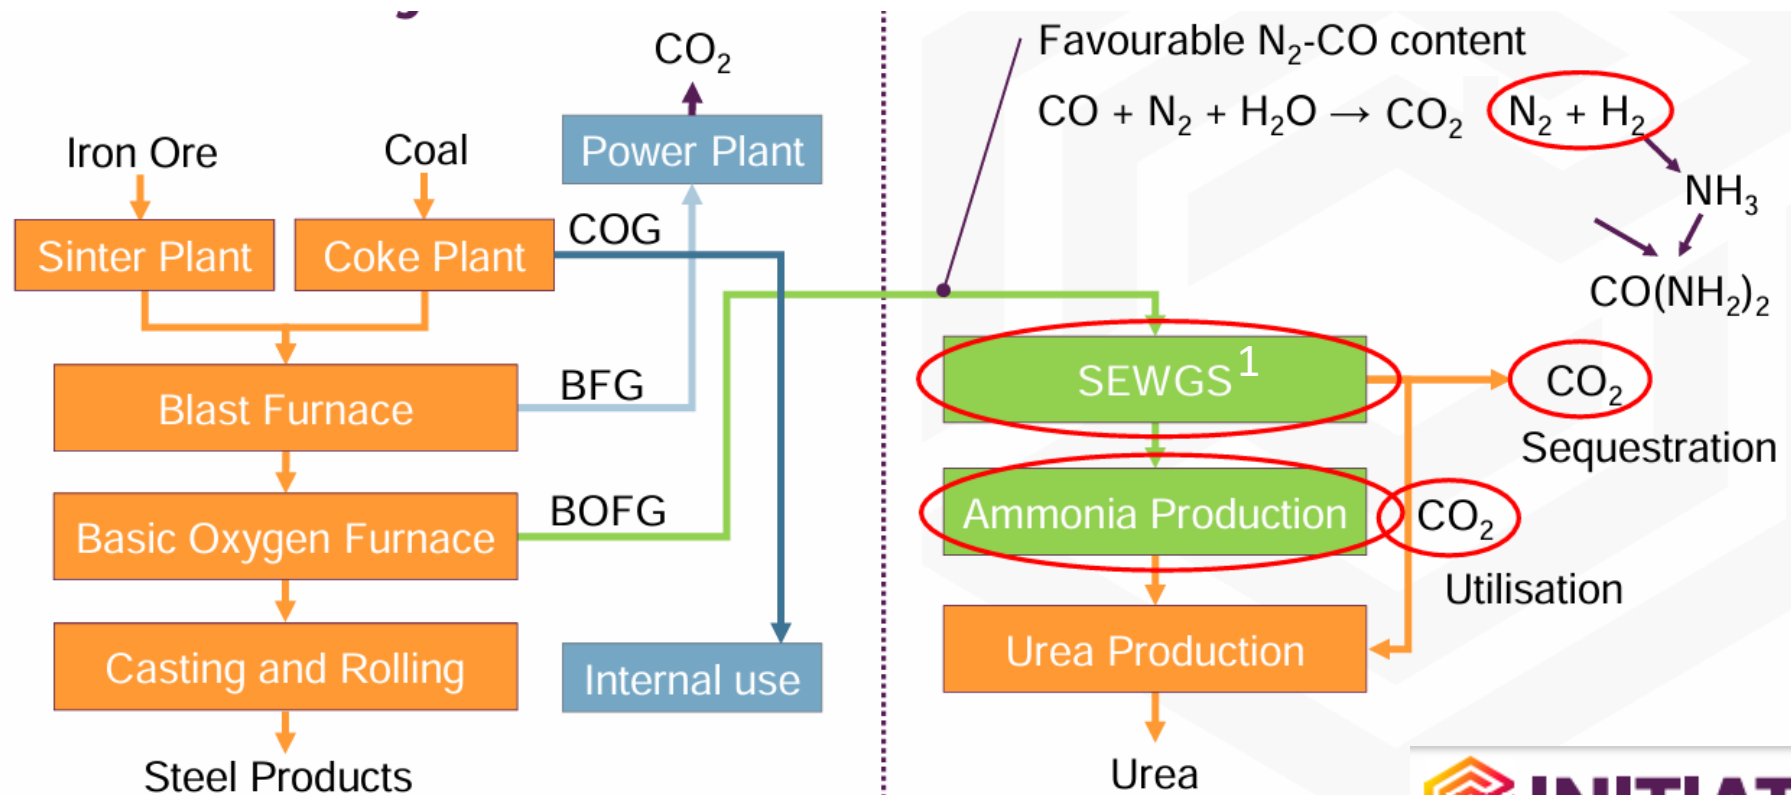 CO₂
Power Plant
Iron Ore
Coal
Sinter Plant
Coke Plant
COG
Blast Furnace
BFG
Basic Oxygen Furnace
BOFG
Casting and Rolling
Internal use
Steel Products
Favourable N₂-CO content
CO + N₂ + H₂O → CO₂ N₂ + H₂
NH₃
CO(NH₂)₂
SEWGS¹
CO₂
Sequestration
Ammonia Production
CO₂
Utilisation
Urea Production
Urea